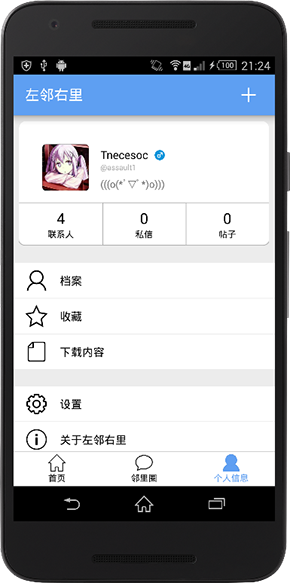 100 21:24
左邻右里
Tnecesoc
@assault1
(((o(*ﾟ▽ﾟ*)o)))
4 0 0
联系人 私信 帖子
档案
收藏
下载内容
设置
关于左邻右里
首页 邻里圈 个人信息